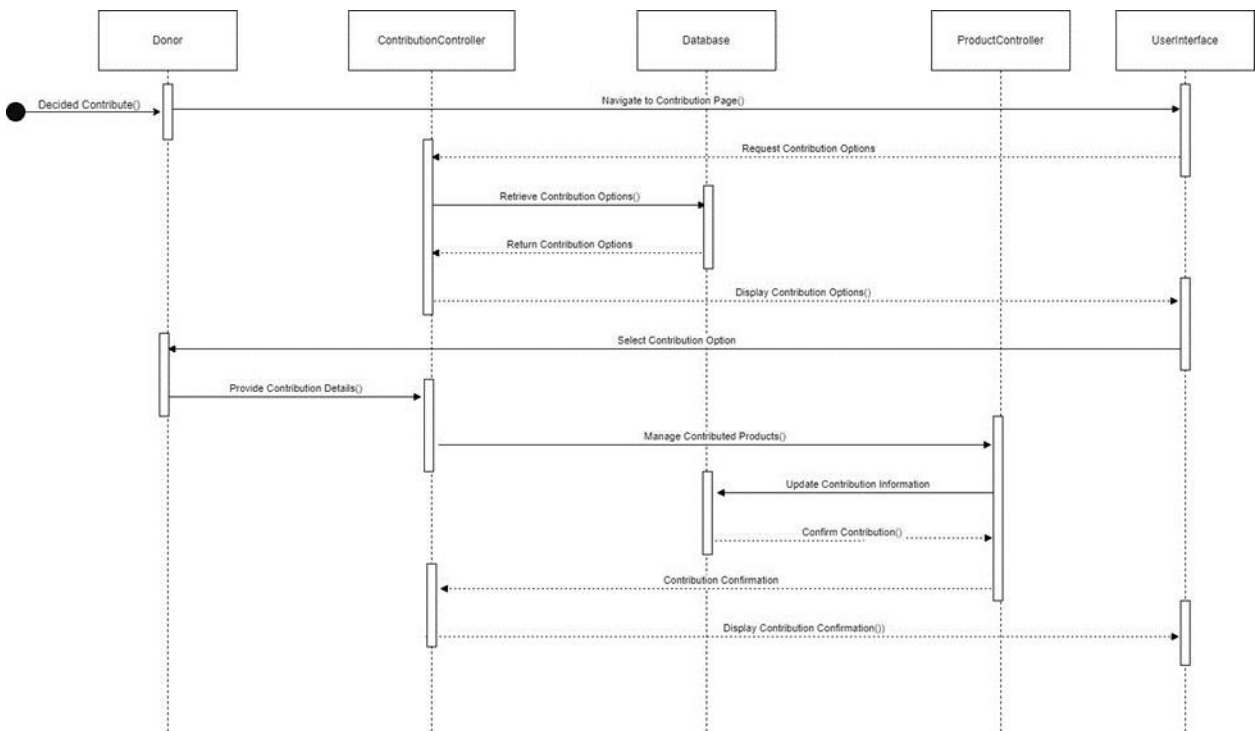 Donor
ContributionController
Database
ProductController
UserInterface
Decided Contribute()
Navigate to Contribution Page()
Request Contribution Options
Retrieve Contribution Options()
Return Contribution Options
Display Contribution Options()
Select Contribution Option
Provide Contribution Details()
Manage Contributed Products()
Update Contribution Information
Confirm Contribution()
Contribution Confirmation
Display Contribution Confirmation())